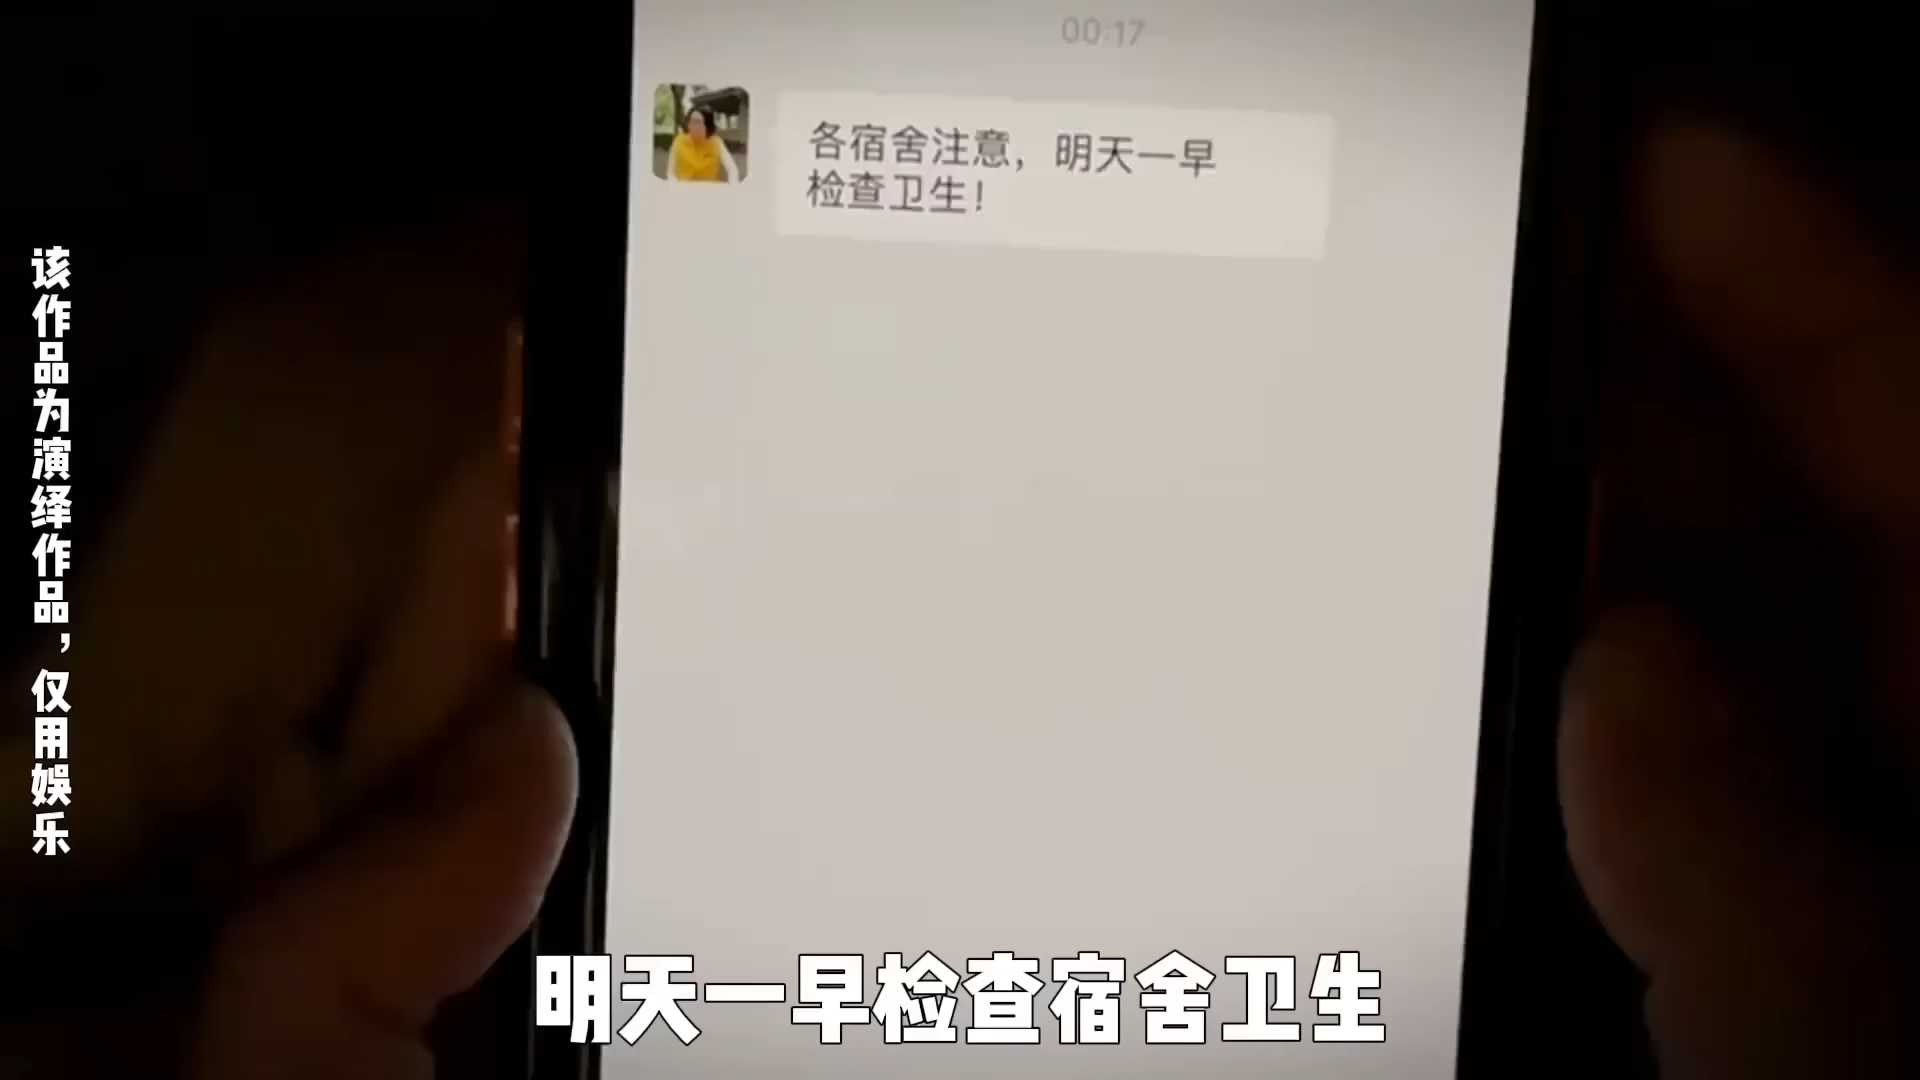 00:17
各宿舍注意，明天一早
检查卫生！
该作品为演绎作品，仅用娱乐
明天一早检查宿舍卫生